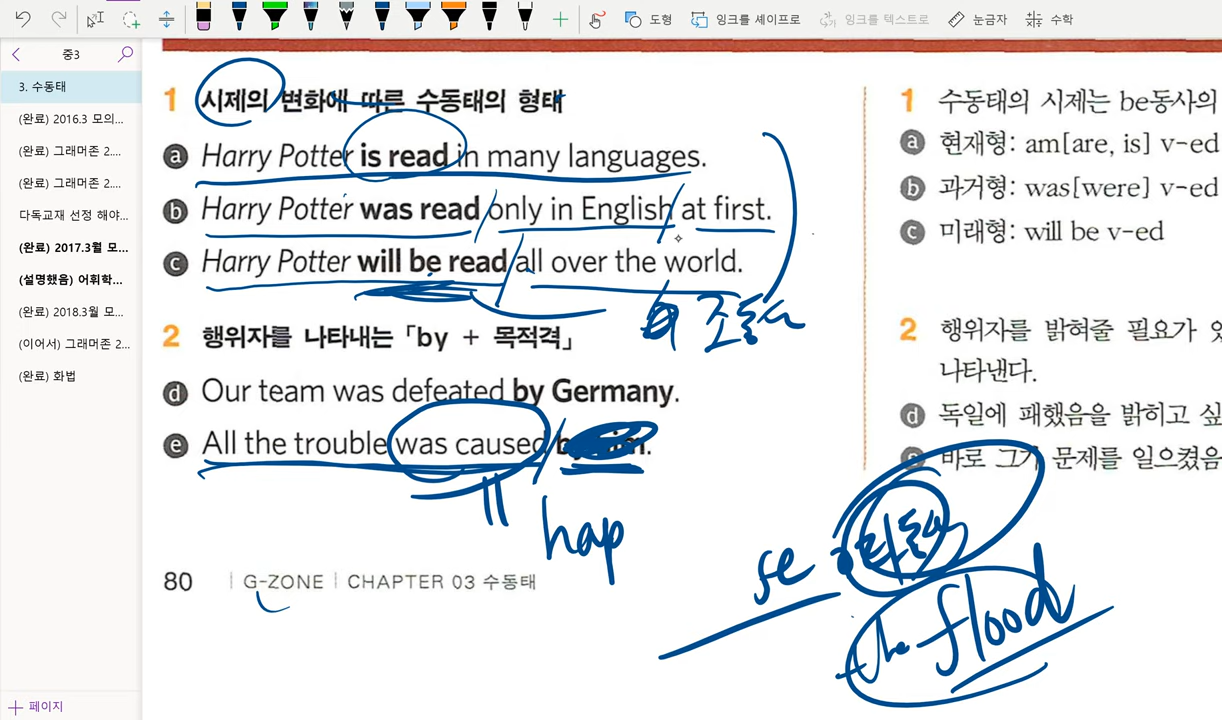 도형
잉크를 셰이프로
잉크를 텍스트로
눈금자
수학
중3
3. 수동태
(완료) 2016.3 모의...
(완료) 그래머존 2....
(완료) 그래머존 2....
다독교재 선정 해야...
(완료) 2017.3월 모...
(설명했음) 어휘학...
(완료) 2018.3월 모...
(이어서) 그래머존 2...
(완료) 화법
페이지
1 시제의 변화에 따른 수동태의 형태
a Harry Potter is read in many languages.
b Harry Potter was read only in English at first.
c Harry Potter will be read all over the world.
조동사
2 행위자를 나타내는 「by + 목적격」
d Our team was defeated by Germany.
e All the trouble was caused
hap
80 G-ZONE CHAPTER 03 수동태
1 수동태의 시제는 be동사의
a 현재형: am[are, is] v-ed
b 과거형: was[were] v-ed
c 미래형: will be v-ed
2 행위자를 밝혀줄 필요가 있
나타낸다.
d 독일에 패했음을 밝히고 싶
바로 그가 문제를 일으켰음
se
the flood